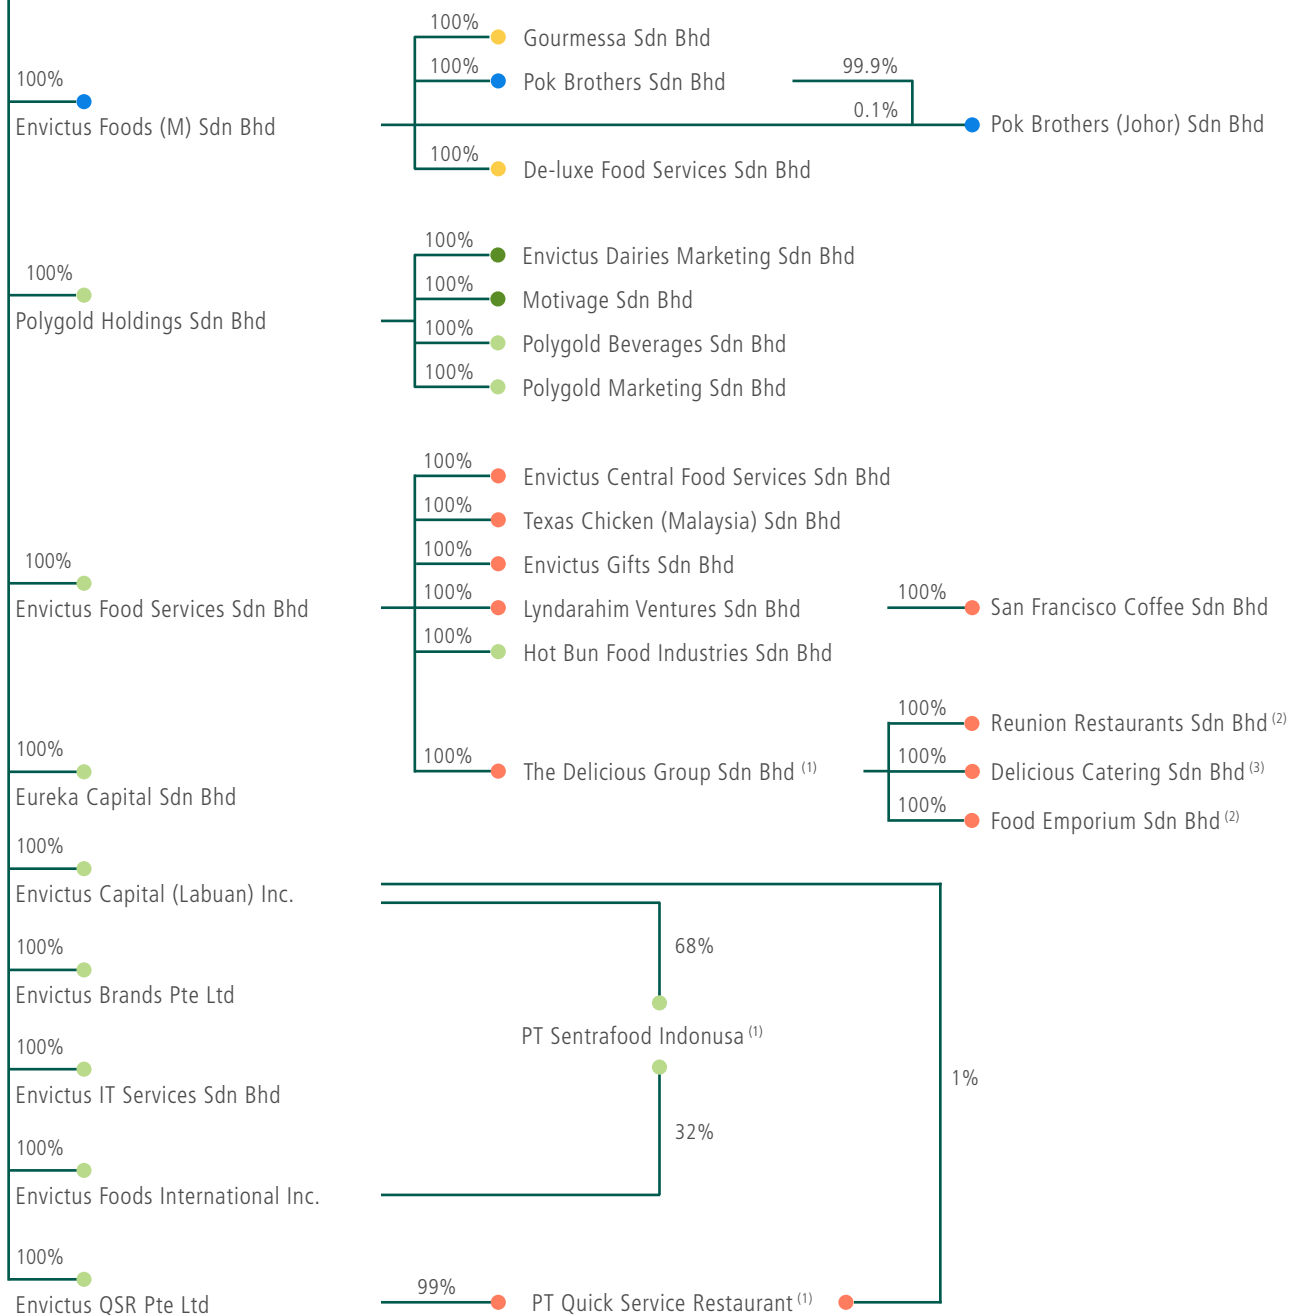 100%
Gourmessa Sdn Bhd
100%
Pok Brothers Sdn Bhd
99.9%
100%
Envictus Foods (M) Sdn Bhd
0.1%
Pok Brothers (Johor) Sdn Bhd
100%
De-luxe Food Services Sdn Bhd
100%
Polygold Holdings Sdn Bhd
100%
Envictus Dairies Marketing Sdn Bhd
100%
Motivage Sdn Bhd
100%
Polygold Beverages Sdn Bhd
100%
Polygold Marketing Sdn Bhd
100%
Envictus Food Services Sdn Bhd
100%
Envictus Central Food Services Sdn Bhd
100%
Texas Chicken (Malaysia) Sdn Bhd
100%
Envictus Gifts Sdn Bhd
100%
Lyndarahim Ventures Sdn Bhd
100%
San Francisco Coffee Sdn Bhd
100%
Hot Bun Food Industries Sdn Bhd
100%
The Delicious Group Sdn Bhd (1)
100%
Reunion Restaurants Sdn Bhd (2)
100%
Delicious Catering Sdn Bhd (3)
100%
Food Emporium Sdn Bhd (2)
100%
Eureka Capital Sdn Bhd
100%
Envictus Capital (Labuan) Inc.
68%
100%
Envictus Brands Pte Ltd
PT Sentrafood Indonusa (1)
1%
100%
Envictus IT Services Sdn Bhd
32%
100%
Envictus Foods International Inc.
100%
Envictus QSR Pte Ltd
99%
PT Quick Service Restaurant (1)